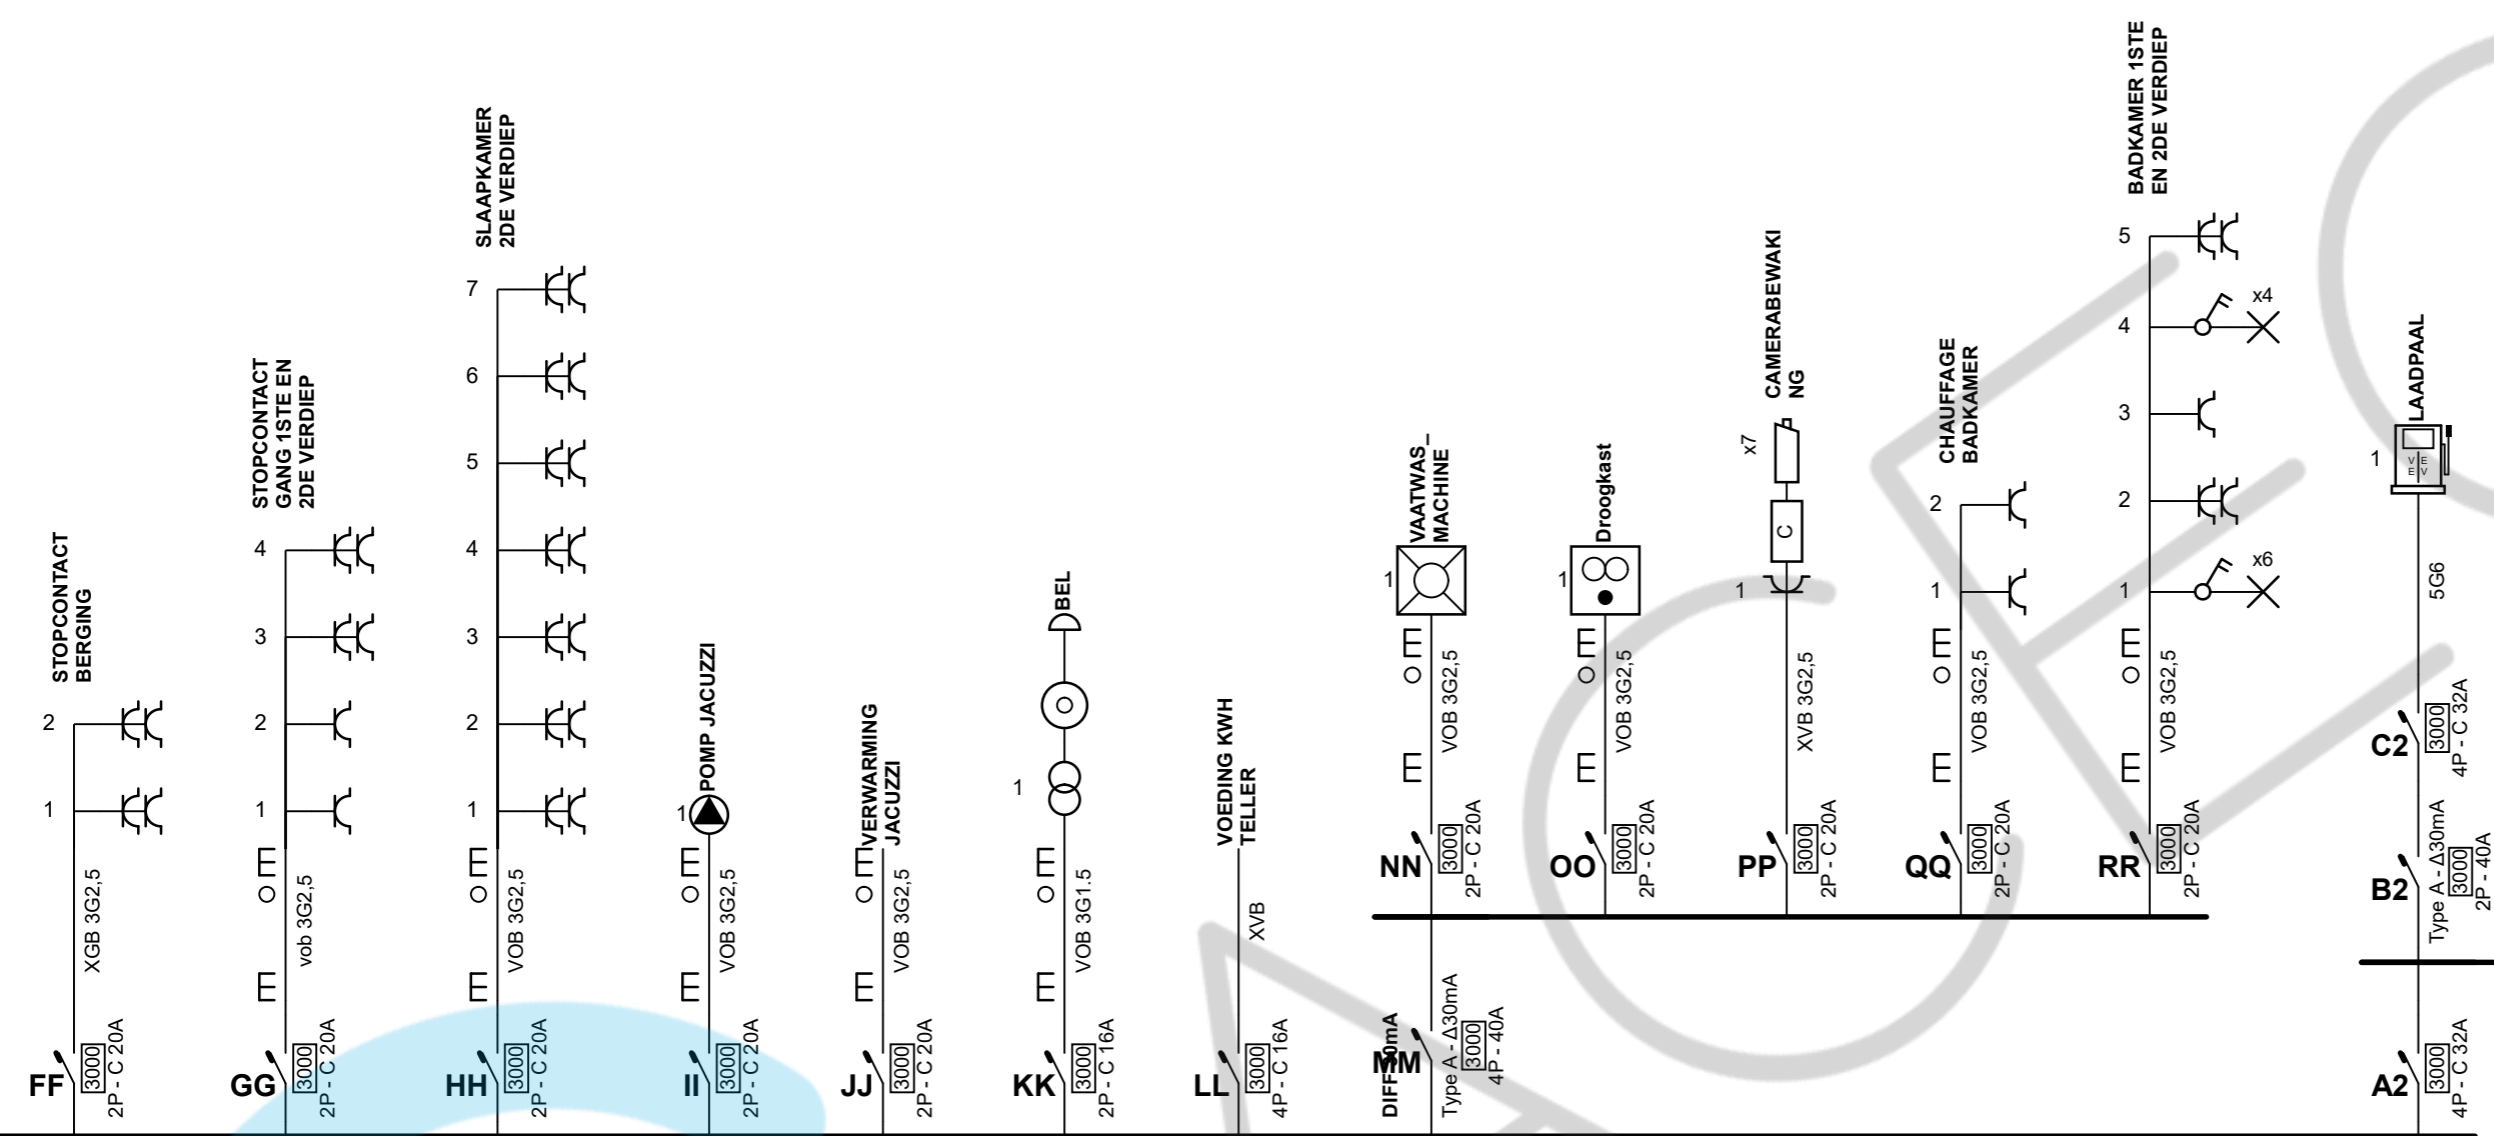 STOPCONTACT
BERGING
2
1
XGB 3G2,5
FF
3000
2P - C 20A
STOPCONTACT
GANG 1STE EN
2DE VERDIEP
4
3
2
1
vob 3G2,5
GG
3000
2P - C 20A
SLAAPKAMER
2DE VERDIEP
7
6
5
4
3
2
1
VOB 3G2,5
HH
3000
2P - C 20A
POMP JACUZZI
1
VOB 3G2,5
II
3000
2P - C 20A
VERWARMING
JACUZZI
VOB 3G2,5
JJ
3000
2P - C 20A
BEL
1
VOB 3G1.5
KK
3000
2P - C 16A
VOEDING KWH
TELLER
XVB
LL
3000
4P - C 16A
DIFF 30mA
MM
Type A - Δ30mA
3000
4P - 40A
VAATWAS_
MACHINE
1
VOB 3G2,5
NN
3000
2P - C 20A
Droogkast
1
VOB 3G2,5
OO
3000
2P - C 20A
CAMERABEWAKI
NG
x7
C
1
XVB 3G2,5
PP
3000
2P - C 20A
CHAUFFAGE
BADKAMER
2
1
VOB 3G2,5
QQ
3000
2P - C 20A
BADKAMER 1STE
EN 2DE VERDIEP
5
4
x4
3
2
1
x6
VOB 3G2,5
RR
3000
2P - C 20A
LAADPAAL
1
V E
E V
5G6
C2
3000
4P - C 32A
B2
Type A - Δ30mA
3000
2P - 40A
A2
3000
4P - C 32A